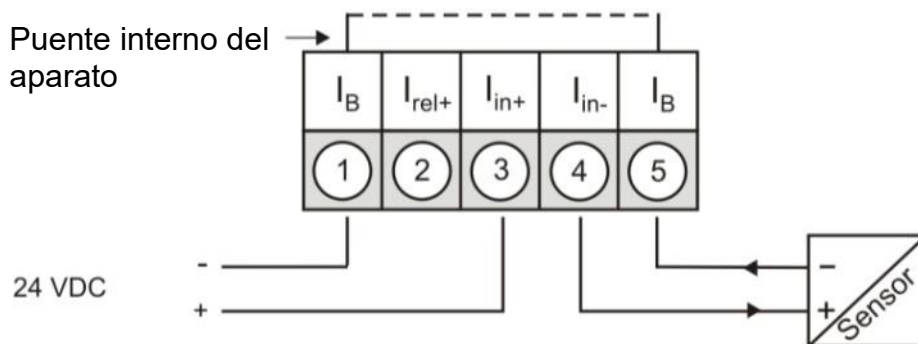 Puente interno del
aparato
I_B I_rel+ I_in+ I_in- I_B
1 2 3 4 5
24 VDC
-
+
-
+
Sensor